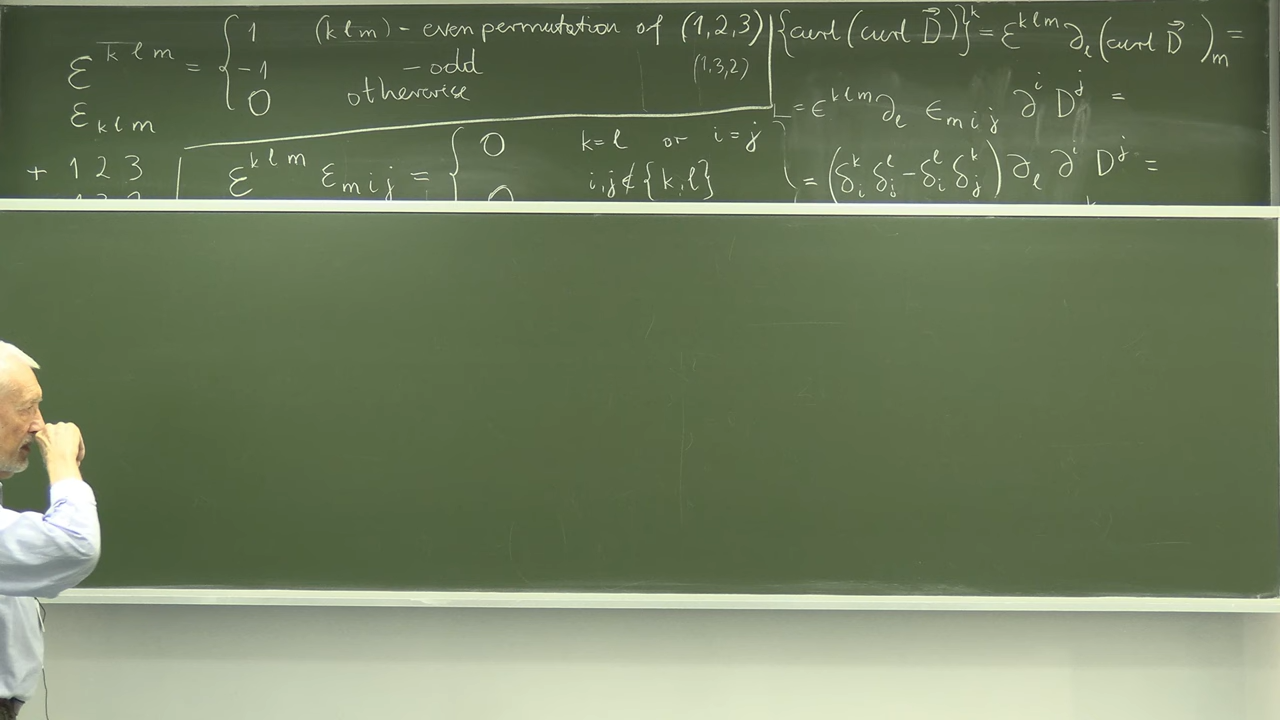 ε^{klm} = { 1 (klm) – even permutation of (1,2,3)
ε_{klm} -1 – odd (1,3,2)
0 otherwise
+ 1 2 3
ε^{klm} ε_{mij} = { 0 k=l or i=j
i,j∉{k,l}
{curl(curl D⃗)}^k = ε^{klm} ∂_l (curl D⃗)_m =
= ε^{klm} ∂_l ε_{mij} ∂^i D^j =
= (δ^k_i δ^l_j − δ^l_i δ^k_j) ∂_l ∂^i D^j =